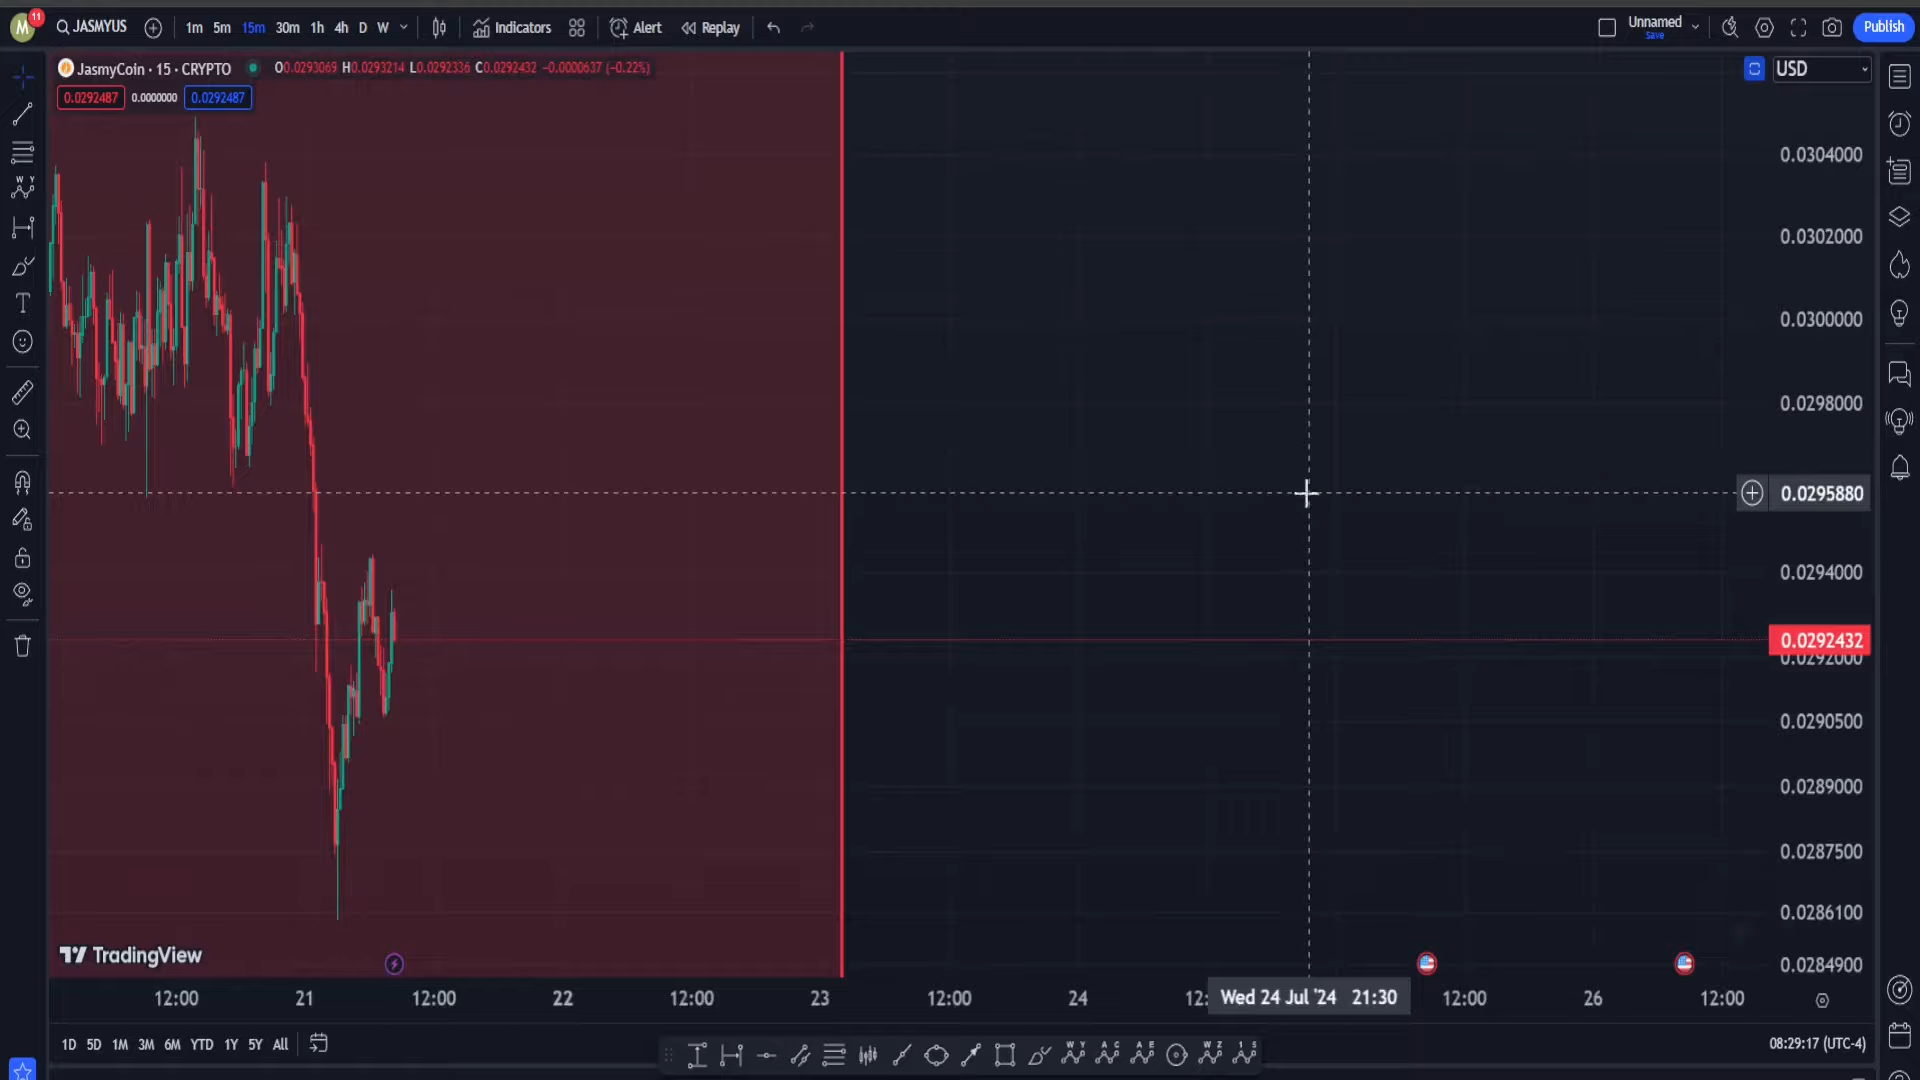 M 11 JASMYUS 1m 5m 15m 30m 1h 4h D W Indicators Alert Replay Unnamed Save Publish
JasmyCoin · 15 · CRYPTO O0.0293069 H0.0293214 L0.0292336 C0.0292432 −0.0000637 (−0.22%) USD
0.0292487 0.0000000 0.0292487
0.0304000
0.0302000
0.0300000
0.0298000
0.0295880
0.0294000
0.0292432
0.0292000
0.0290500
0.0289000
0.0287500
0.0286100
TradingView
0.0284900
12:00 21 12:00 22 12:00 23 12:00 24 12: Wed 24 Jul '24 21:30 12:00 26 12:00
1D 5D 1M 3M 6M YTD 1Y 5Y All 08:29:17 (UTC-4)